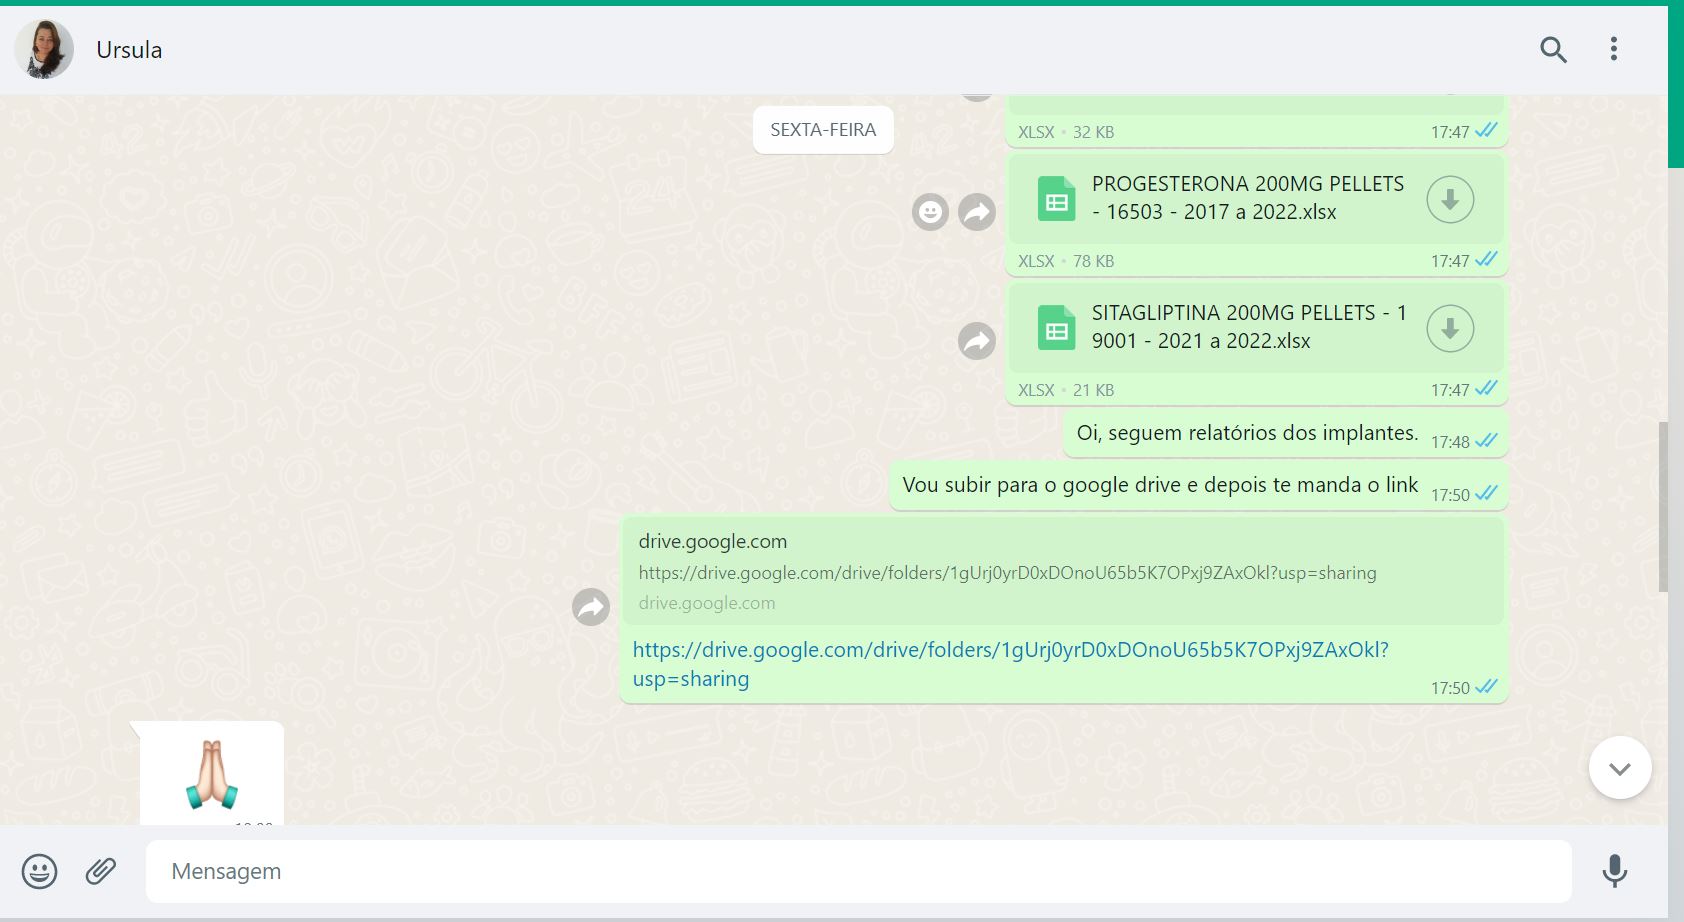 Ursula
SEXTA-FEIRA
XLSX • 32 KB 17:47
PROGESTERONA 200MG PELLETS
- 16503 - 2017 a 2022.xlsx
XLSX • 78 KB 17:47
SITAGLIPTINA 200MG PELLETS - 1
9001 - 2021 a 2022.xlsx
XLSX • 21 KB 17:47
Oi, seguem relatórios dos implantes. 17:48
Vou subir para o google drive e depois te manda o link 17:50
drive.google.com
https://drive.google.com/drive/folders/1gUrj0yrD0xDOnoU65b5K7OPxj9ZAxOkl?usp=sharing
drive.google.com
https://drive.google.com/drive/folders/1gUrj0yrD0xDOnoU65b5K7OPxj9ZAxOkl?
usp=sharing
17:50
Mensagem